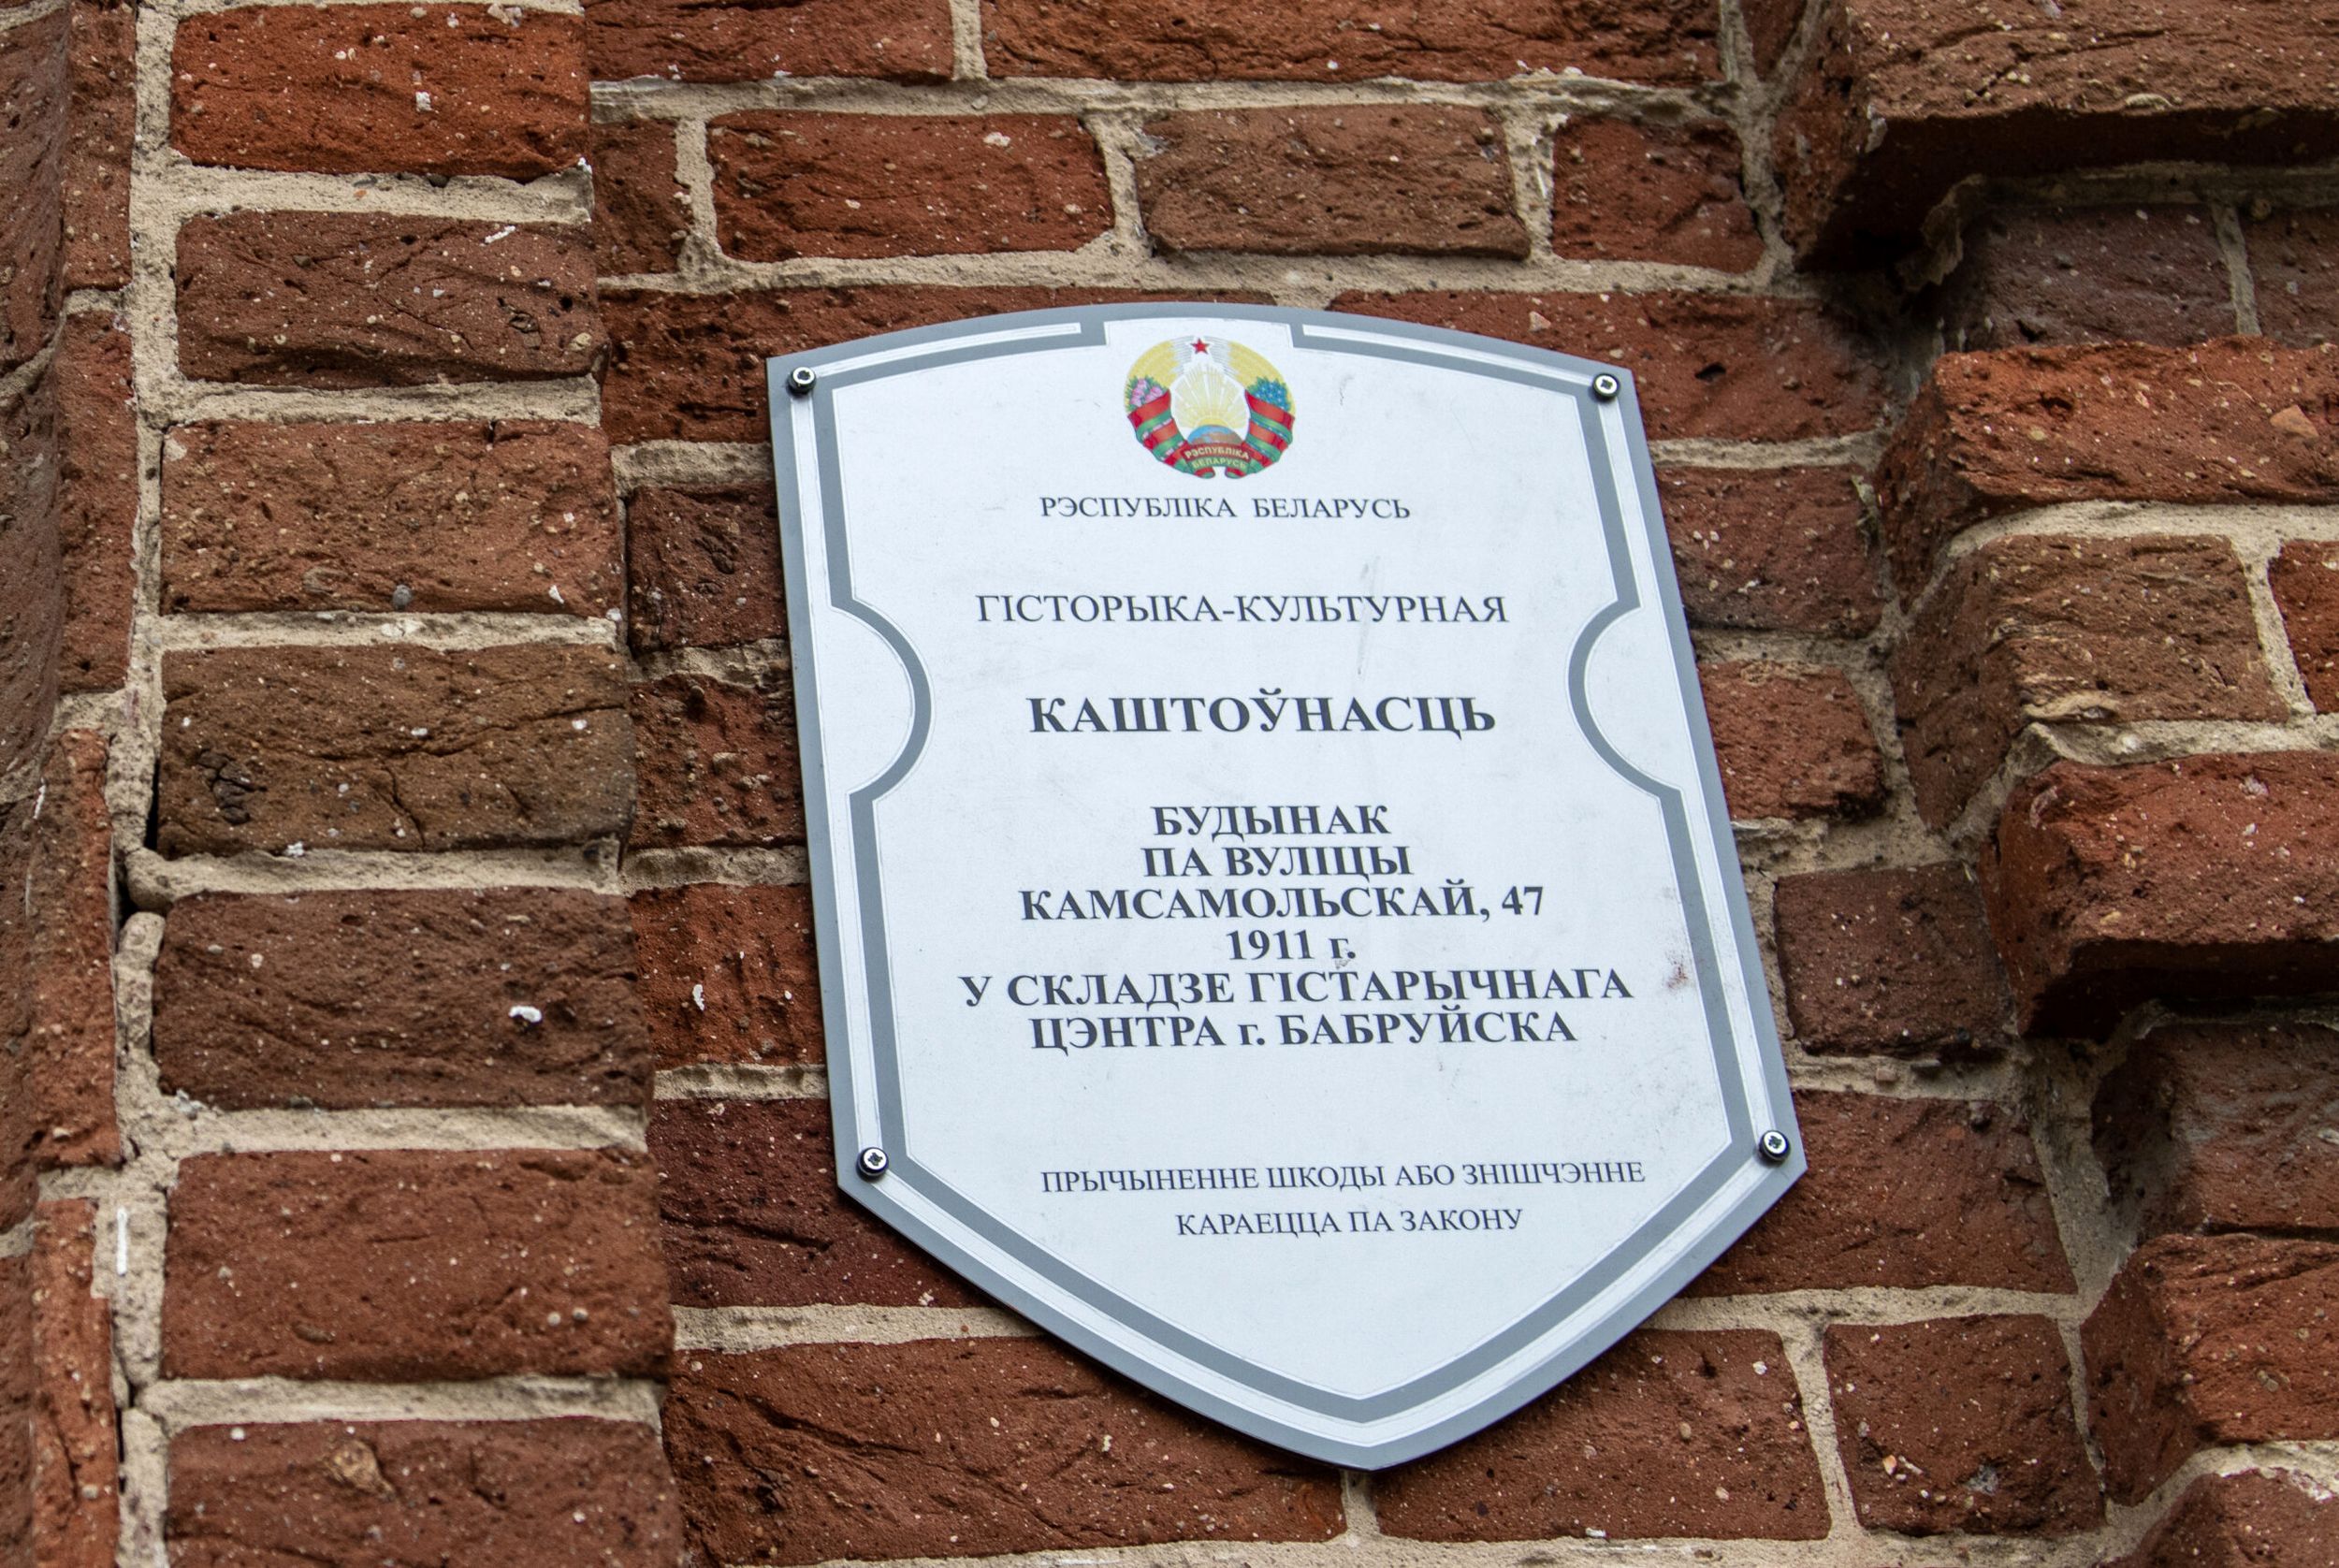 РЭСПУБЛІКА
БЕЛАРУСЬ
РЭСПУБЛІКА БЕЛАРУСЬ
ГІСТОРЫКА-КУЛЬТУРНАЯ
КАШТОЎНАСЦЬ
БУДЫНАК
ПА ВУЛІЦЫ
КАМСАМОЛЬСКАЙ, 47
1911 г.
У СКЛАДЗЕ ГІСТАРЫЧНАГА
ЦЭНТРА г. БАБРУЙСКА
ПРЫЧЫНЕННЕ ШКОДЫ АБО ЗНІШЧЭННЕ
КАРАЕЦЦА ПА ЗАКОНУ